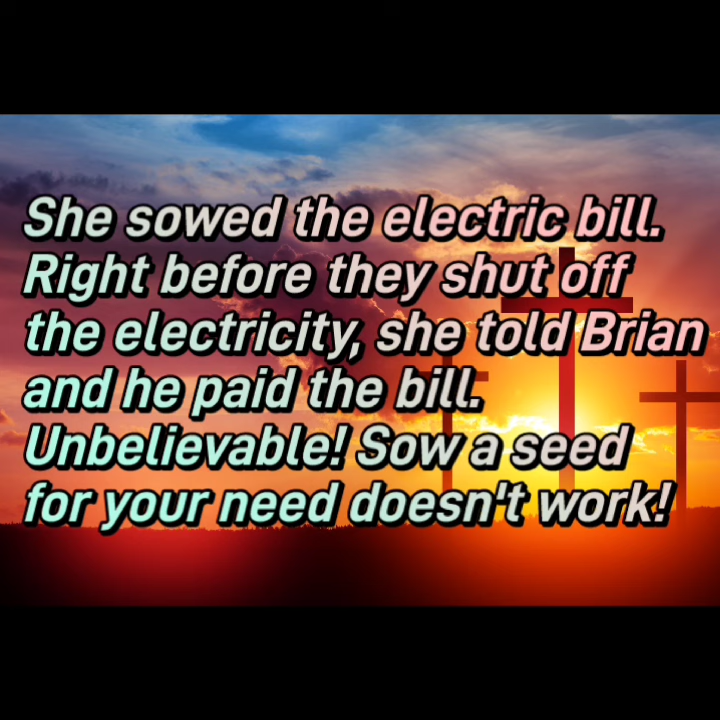 She sowed the electric bill.
Right before they shut off
the electricity, she told Brian
and he paid the bill.
Unbelievable! Sow a seed
for your need doesn't work!